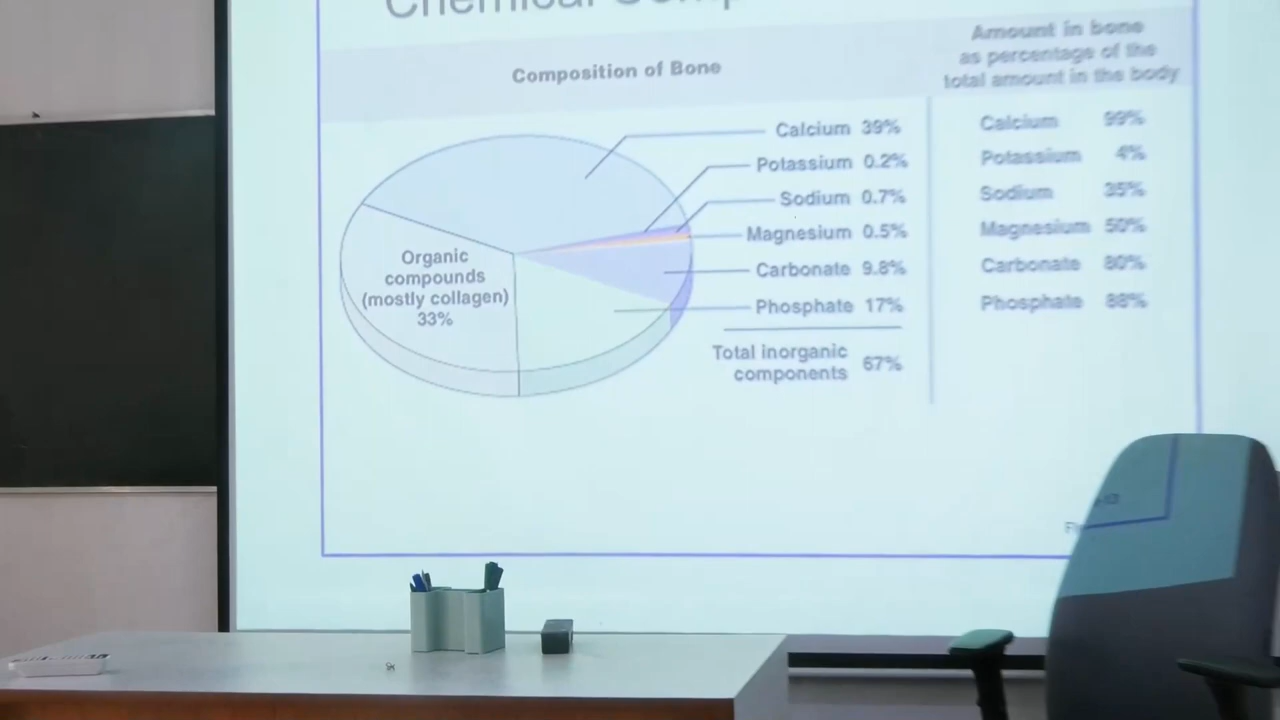 Chemical Comp
Composition of Bone
Amount in bone
as percentage of the
total amount in the body
Calcium 39%
Potassium 0.2%
Sodium 0.7%
Magnesium 0.5%
Carbonate 9.8%
Phosphate 17%
Total inorganic
components 67%
Organic
compounds
(mostly collagen)
33%
Calcium 99%
Potassium 4%
Sodium 35%
Magnesium 50%
Carbonate 80%
Phosphate 88%